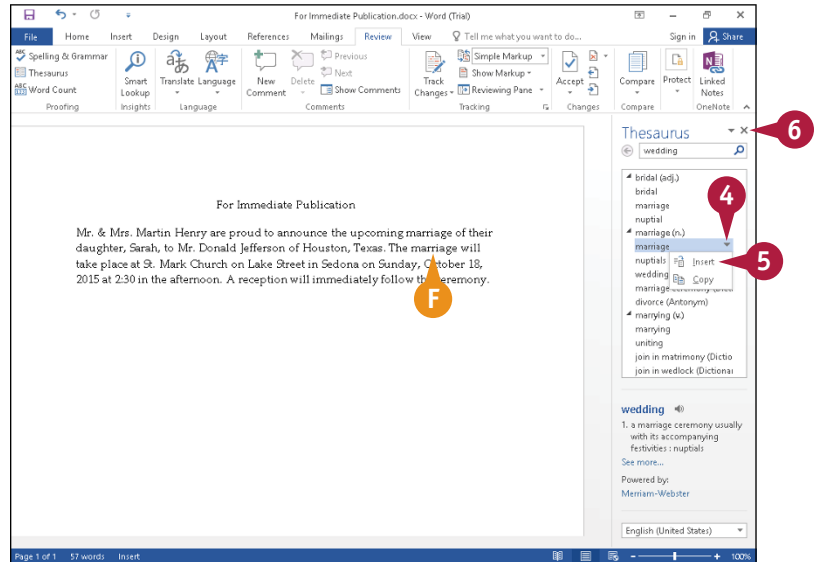 For Immediate Publication.docx - Word (Trial)
File Home Insert Design Layout References Mailings Review View Tell me what you want to do... Sign in Share
Spelling & Grammar
Thesaurus
Word Count
Proofing
Smart Lookup
Insights
Translate Language
Language
New Comment
Delete
Previous
Next
Show Comments
Comments
Track Changes
Simple Markup
Show Markup
Reviewing Pane
Tracking
Accept
Changes
Compare
Compare
Protect
Linked Notes
OneNote
Thesaurus
6
wedding
bridal (adj.)
bridal
marriage
nuptial
4
marriage (n.)
marriage
nuptials
Insert
5
wedding
Copy
marriage ceremony (Dicti
divorce (Antonym)
marrying (v.)
marrying
uniting
join in matrimony (Dictio
join in wedlock (Dictionar
wedding
1. a marriage ceremony usually
with its accompanying
festivities : nuptials
See more...
Powered by:
Merriam-Webster
English (United States)
For Immediate Publication
Mr. & Mrs. Martin Henry are proud to announce the upcoming marriage of their
daughter, Sarah, to Mr. Donald Jefferson of Houston, Texas. The marriage will
take place at St. Mark Church on Lake Street in Sedona on Sunday, October 18,
2015 at 2:30 in the afternoon. A reception will immediately follow the ceremony.
F
Page 1 of 1 57 words Insert 100%